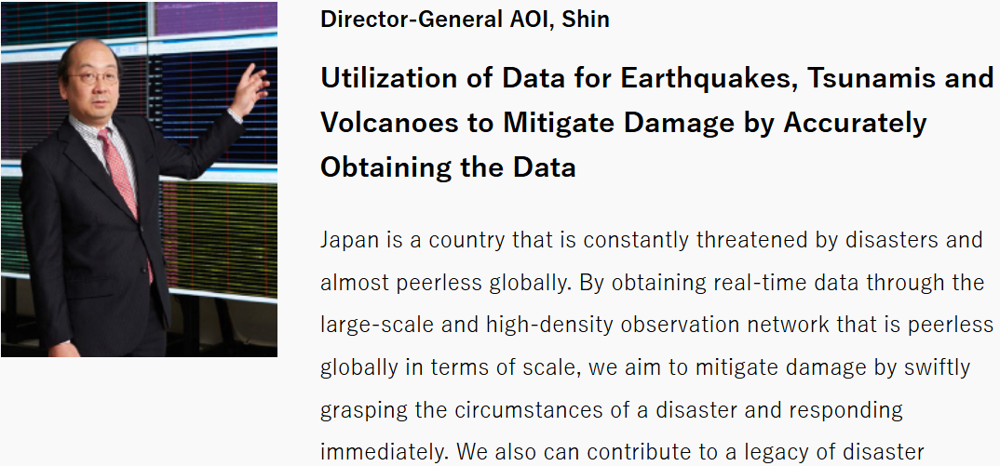 Director-General AOI, Shin
Utilization of Data for Earthquakes, Tsunamis and
Volcanoes to Mitigate Damage by Accurately
Obtaining the Data
Japan is a country that is constantly threatened by disasters and
almost peerless globally. By obtaining real-time data through the
large-scale and high-density observation network that is peerless
globally in terms of scale, we aim to mitigate damage by swiftly
grasping the circumstances of a disaster and responding
immediately. We also can contribute to a legacy of disaster